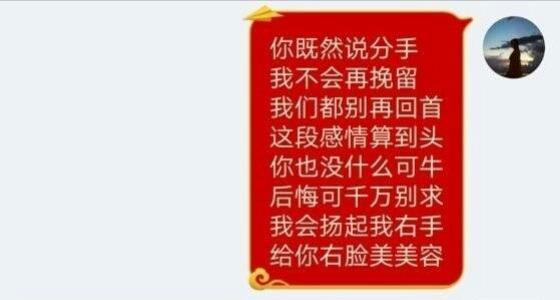 你既然说分手
我不会再挽留
我们都别再回首
这段感情算到头
你也没什么可牛
后悔可千万别求
我会扬起我右手
给你右脸美美容